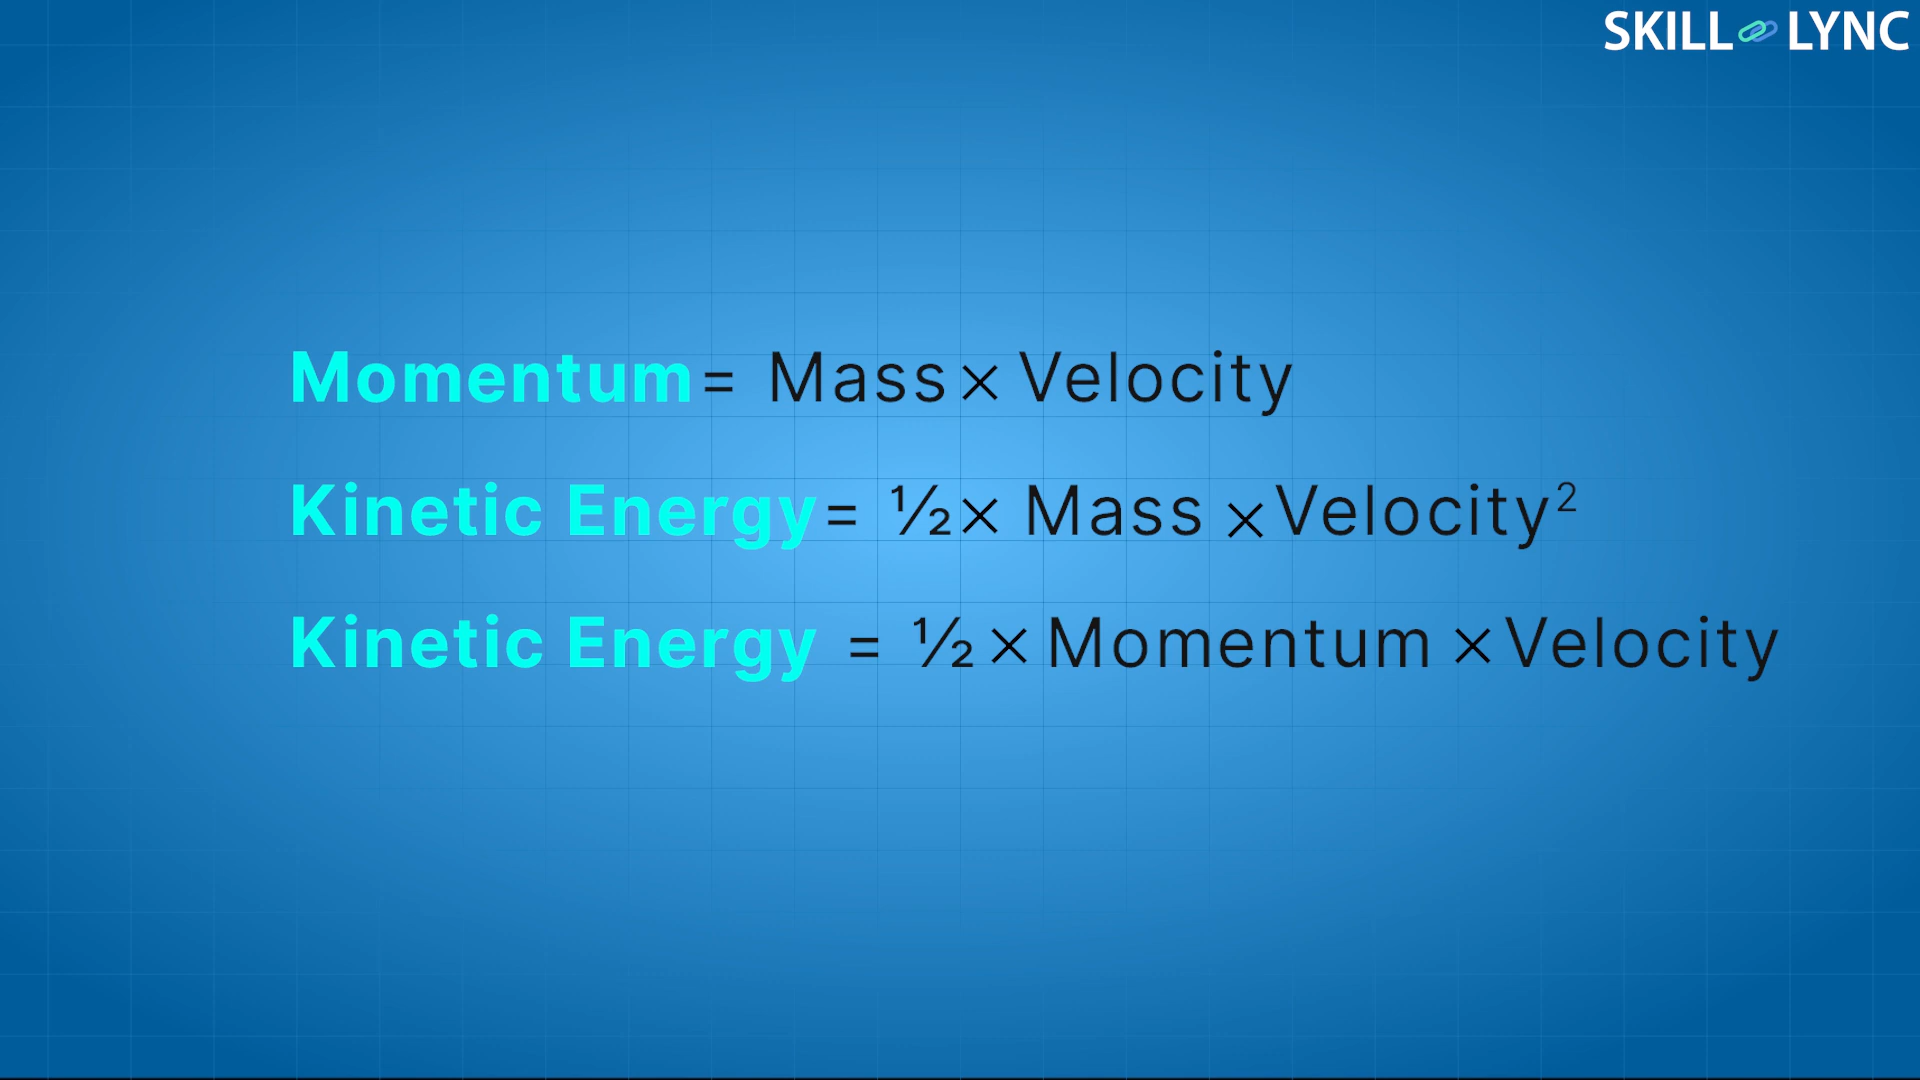 SKILL LYNC
Momentum = Mass × Velocity
Kinetic Energy = ½ × Mass × Velocity²
Kinetic Energy = ½ × Momentum × Velocity